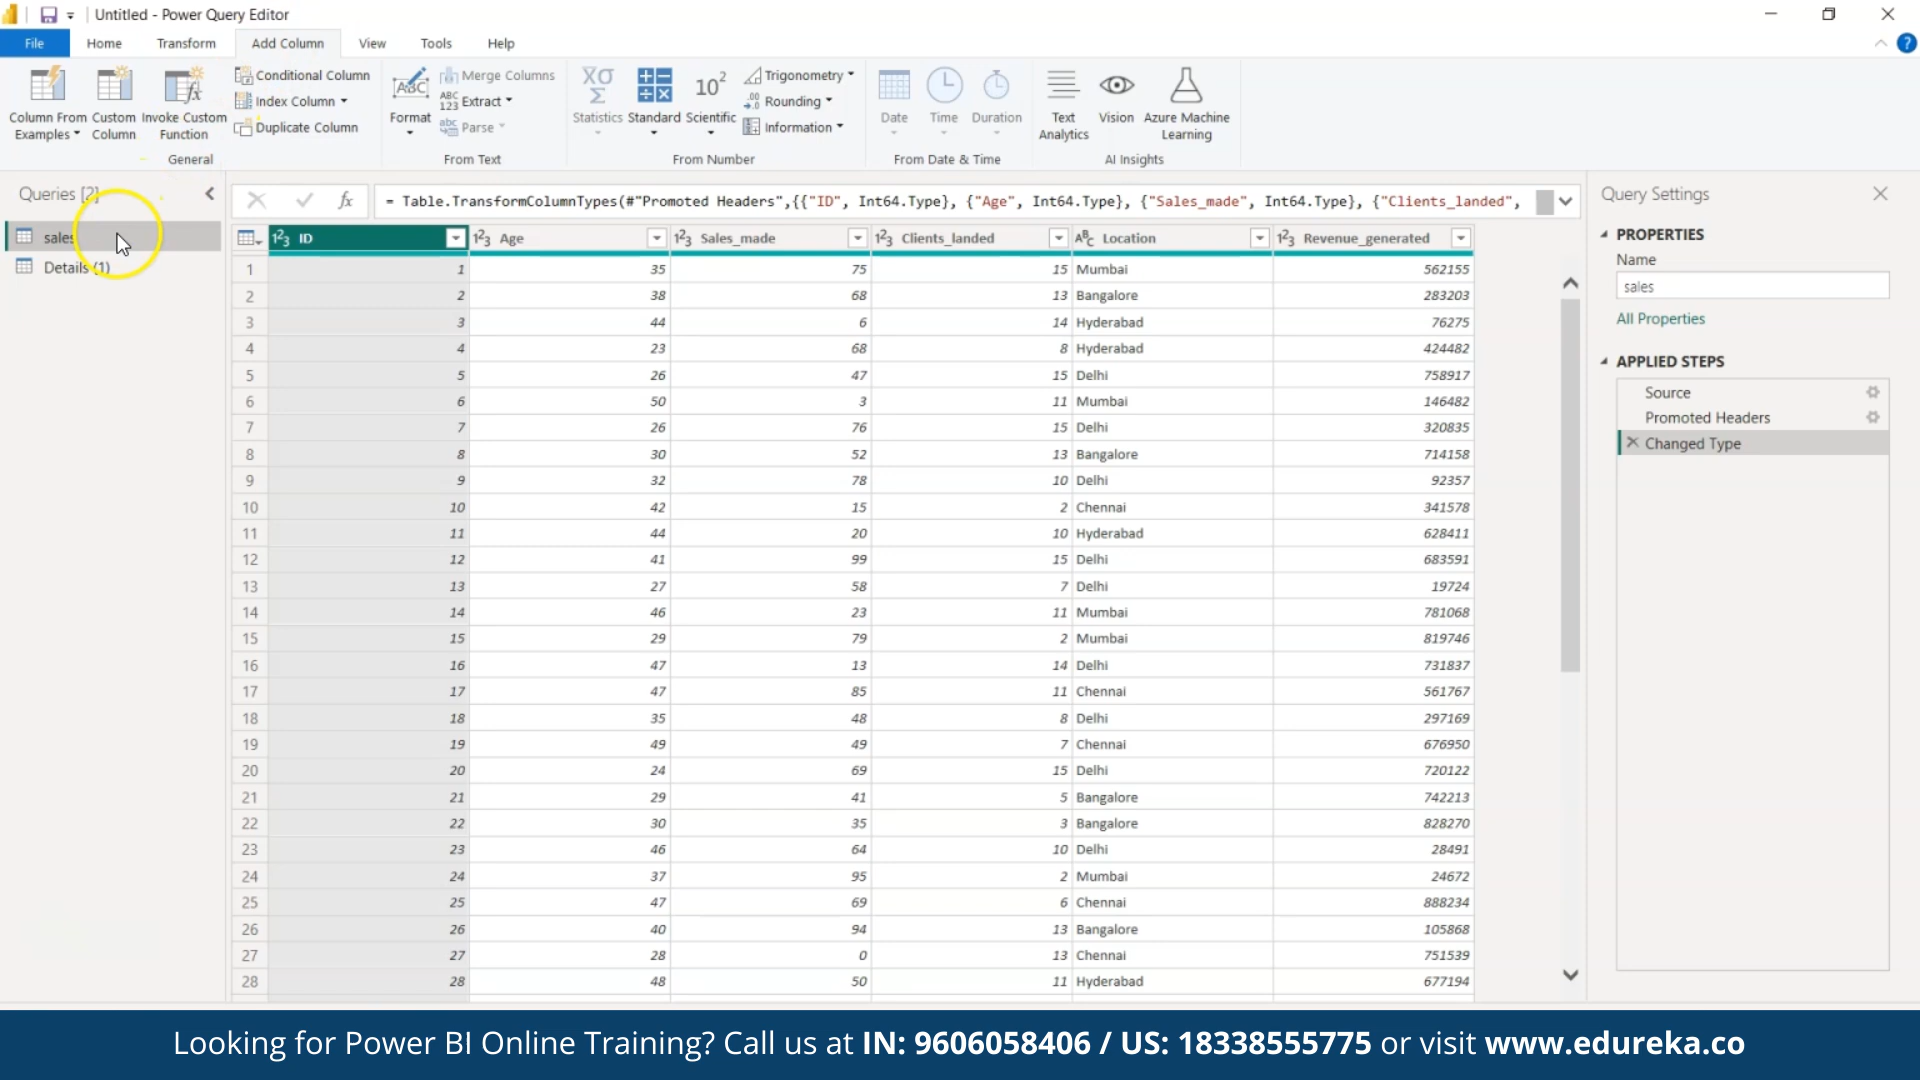 Untitled - Power Query Editor
File Home Transform Add Column View Tools Help
Column From Examples
Custom Column
Invoke Custom Function
Conditional Column
Index Column
Duplicate Column
General
Format
Merge Columns
ABC 123 Extract
abc Parse
From Text
Statistics
Standard
10² Scientific
Trigonometry
.00 Rounding
Information
From Number
Date
Time
Duration
From Date & Time
Text Analytics
Vision
Azure Machine Learning
AI Insights
Queries [2]
sales
Details (1)
fx = Table.TransformColumnTypes(#"Promoted Headers",{{"ID", Int64.Type}, {"Age", Int64.Type}, {"Sales_made", Int64.Type}, {"Clients_landed",
ID Age Sales_made Clients_landed Location Revenue_generated
1 1 35 75 15 Mumbai 562155
2 2 38 68 13 Bangalore 283203
3 3 44 6 14 Hyderabad 76275
4 4 23 68 8 Hyderabad 424482
5 5 26 47 15 Delhi 758917
6 6 50 3 11 Mumbai 146482
7 7 26 76 15 Delhi 320835
8 8 30 52 13 Bangalore 714158
9 9 32 78 10 Delhi 92357
10 10 42 15 2 Chennai 341578
11 11 44 20 10 Hyderabad 628411
12 12 41 99 15 Delhi 683591
13 13 27 58 7 Delhi 19724
14 14 46 23 11 Mumbai 781068
15 15 29 79 2 Mumbai 819746
16 16 47 13 14 Delhi 731837
17 17 47 85 11 Chennai 561767
18 18 35 48 8 Delhi 297169
19 19 49 49 7 Chennai 676950
20 20 24 69 15 Delhi 720122
21 21 29 41 5 Bangalore 742213
22 22 30 35 3 Bangalore 828270
23 23 46 64 10 Delhi 28491
24 24 37 95 2 Mumbai 24672
25 25 47 69 6 Chennai 888234
26 26 40 94 13 Bangalore 105868
27 27 28 0 13 Chennai 751539
28 28 48 50 11 Hyderabad 677194
Query Settings
PROPERTIES
Name
sales
All Properties
APPLIED STEPS
Source
Promoted Headers
Changed Type
Looking for Power BI Online Training? Call us at IN: 9606058406 / US: 18338555775 or visit www.edureka.co